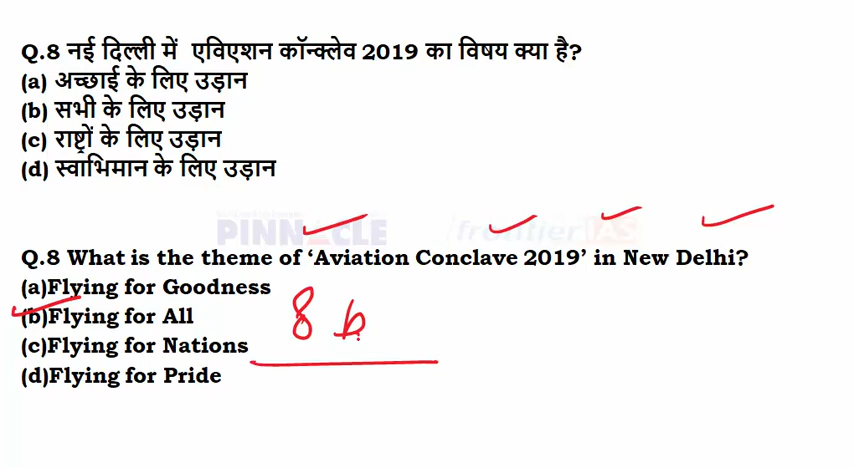 Q.8 नई दिल्ली में एविएशन कॉन्क्लेव 2019 का विषय क्या है?
(a) अच्छाई के लिए उड़ान
(b) सभी के लिए उड़ान
(c) राष्ट्रों के लिए उड़ान
(d) स्वाभिमान के लिए उड़ान
PINNACLE frontier IAS
Q.8 What is the theme of ‘Aviation Conclave 2019’ in New Delhi?
(a)Flying for Goodness
(b)Flying for All
8 b
(c)Flying for Nations
(d)Flying for Pride